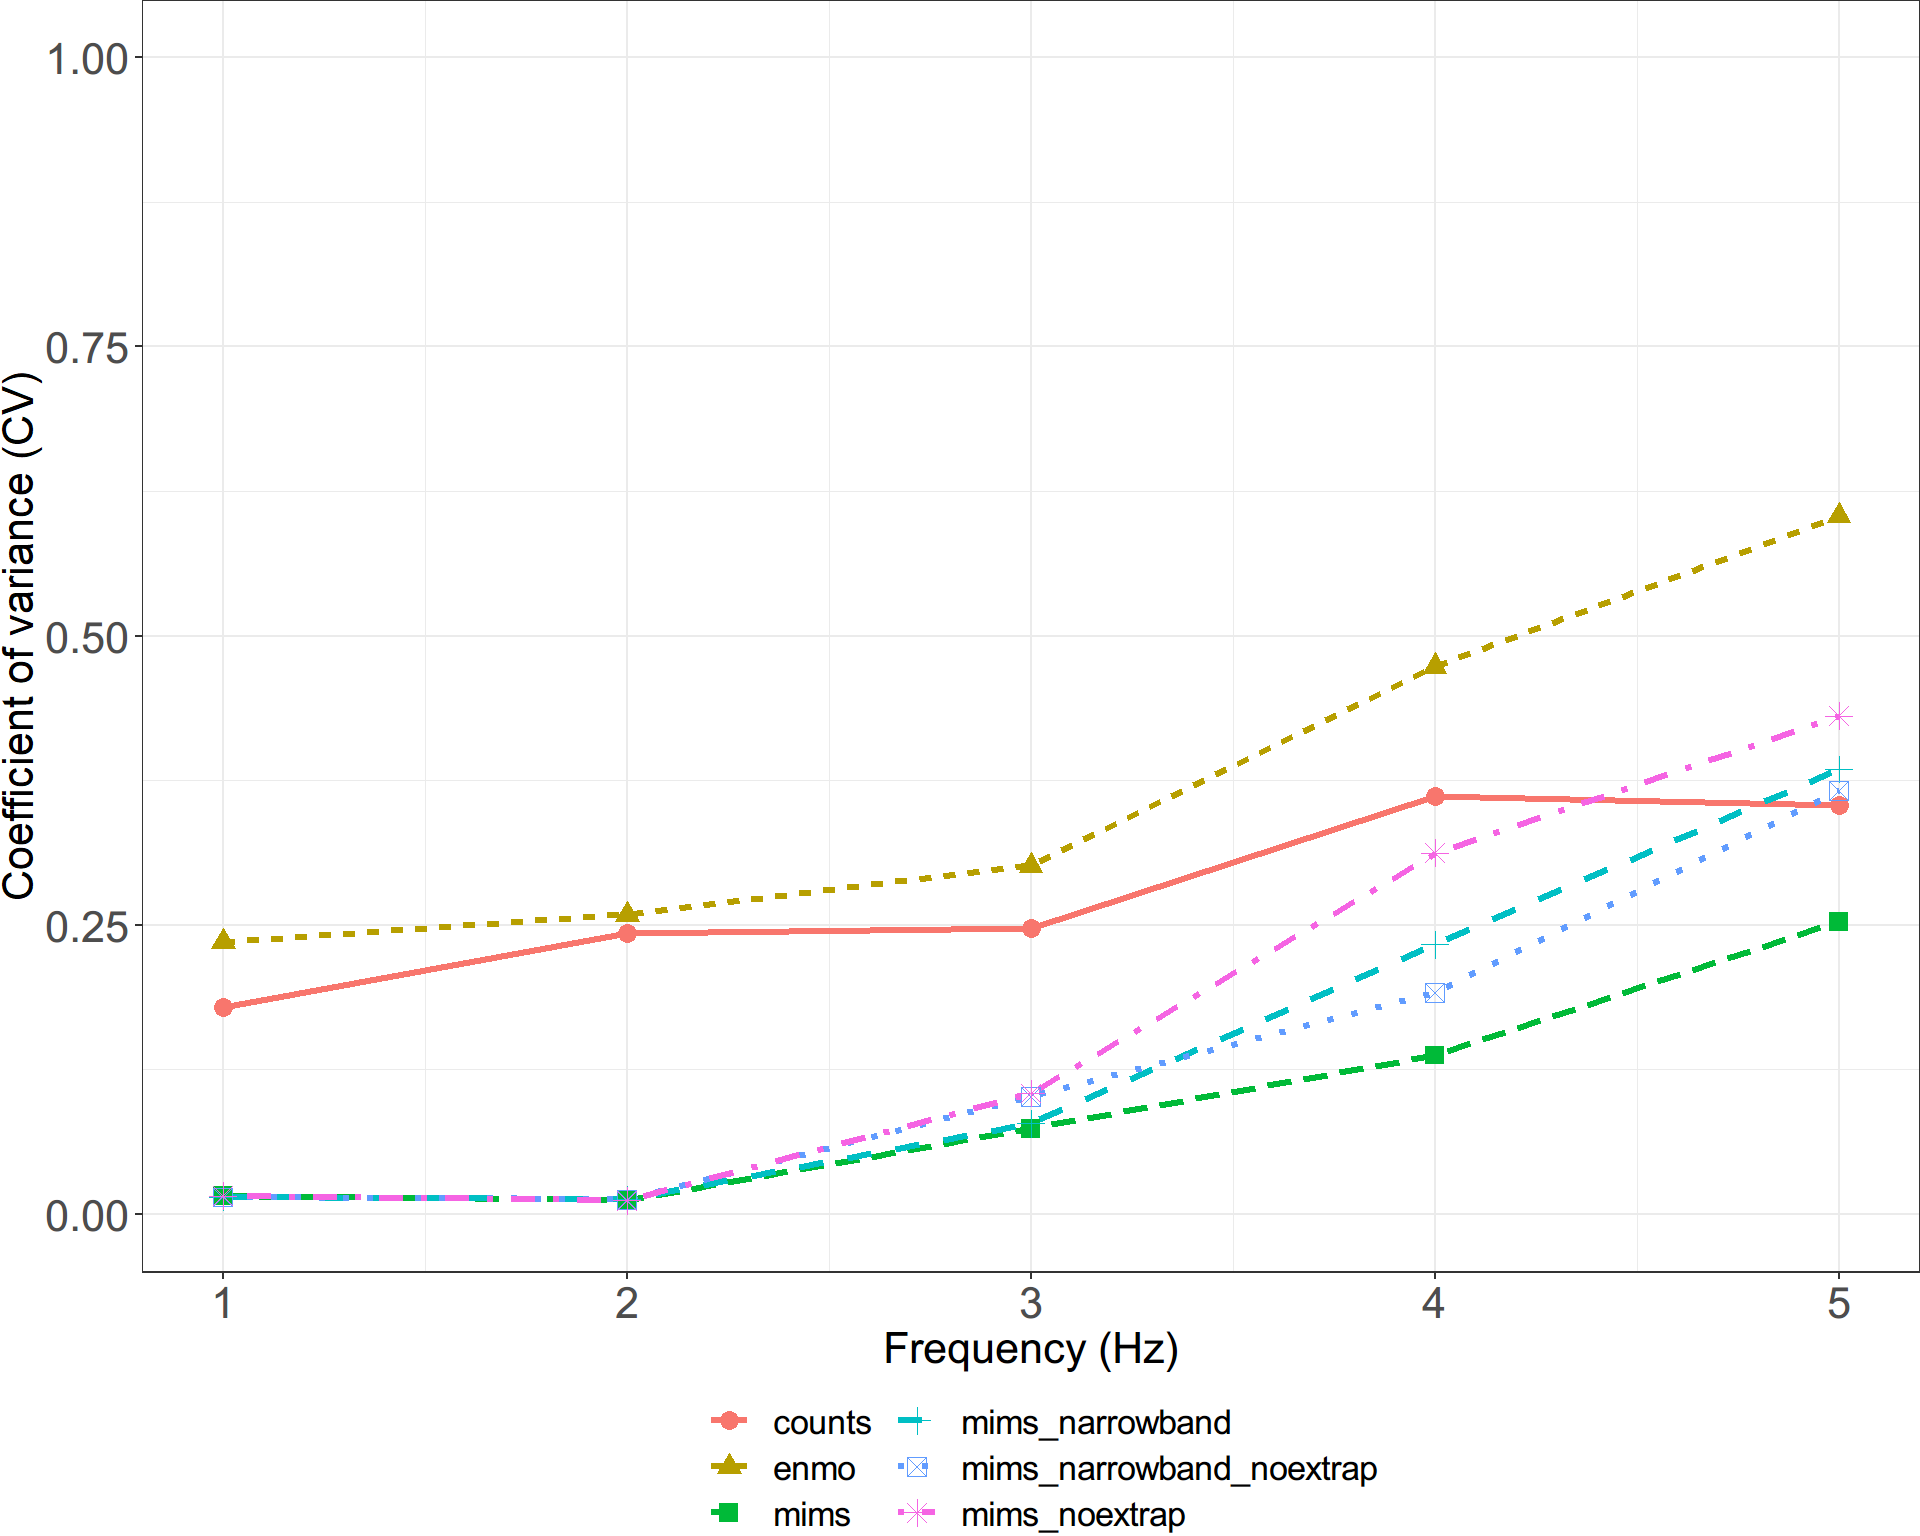 1.00
0.75
0.50
0.25
0.00
Coefficient of variance (CV)
1 2 3 4 5
Frequency (Hz)
counts mims_narrowband
enmo mims_narrowband_noextrap
mims mims_noextrap